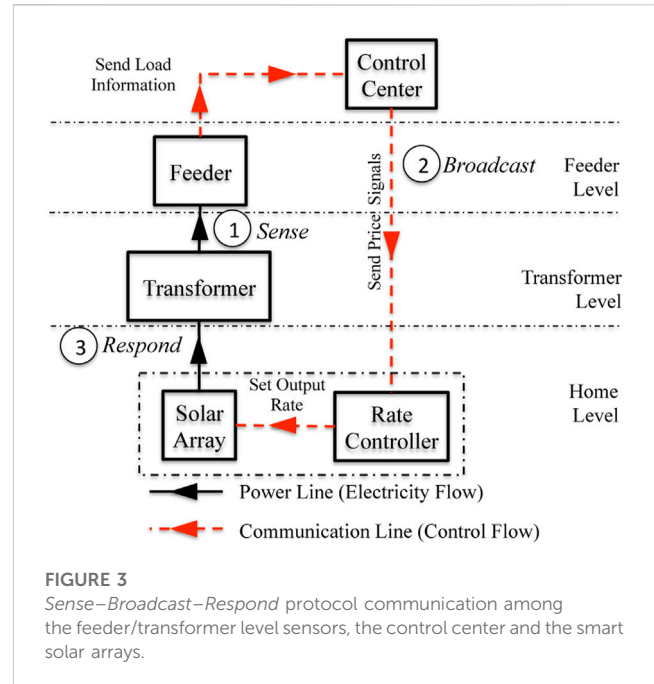 Send Load
Information
Control
Center
Feeder
2 Broadcast
Feeder
Level
1 Sense
Send Price Signals
Transformer
Transformer
Level
3 Respond
Set Output
Rate
Home
Level
Solar
Array
Rate
Controller
Power Line (Electricity Flow)
Communication Line (Control Flow)
FIGURE 3
Sense–Broadcast–Respond protocol communication among
the feeder/transformer level sensors, the control center and the smart
solar arrays.